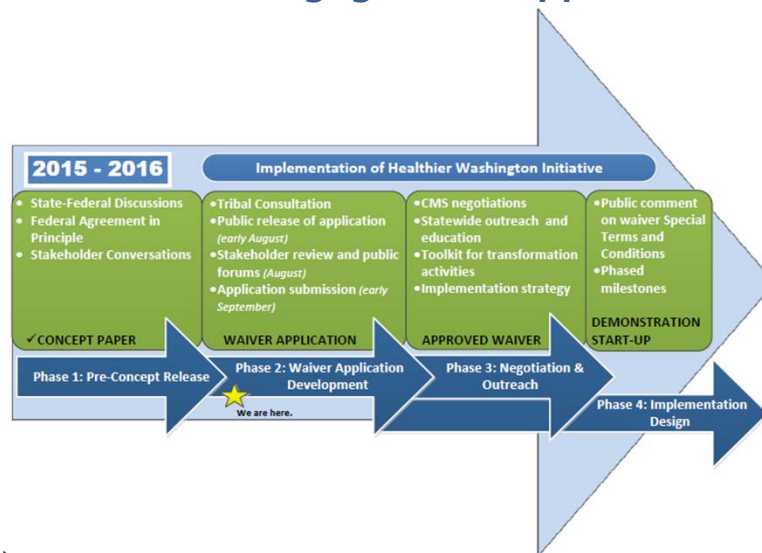 2015 - 2016
Implementation of Healthier Washington Initiative
• State-Federal Discussions
• Federal Agreement in
Principle
• Stakeholder Conversations
✓CONCEPT PAPER
•Tribal Consultation
•Public release of application
(early August)
•Stakeholder review and public
forums (August)
•Application submission (early
September)
WAIVER APPLICATION
•CMS negotiations
•Statewide outreach and
education
•Toolkit for transformation
activities
•Implementation strategy
APPROVED WAIVER
•Public comment
on waiver Special
Terms and
Conditions
•Phased
milestones
DEMONSTRATION
START-UP
Phase 1: Pre-Concept Release
Phase 2: Waiver Application
Development
We are here.
Phase 3: Negotiation &
Outreach
Phase 4: Implementation
Design